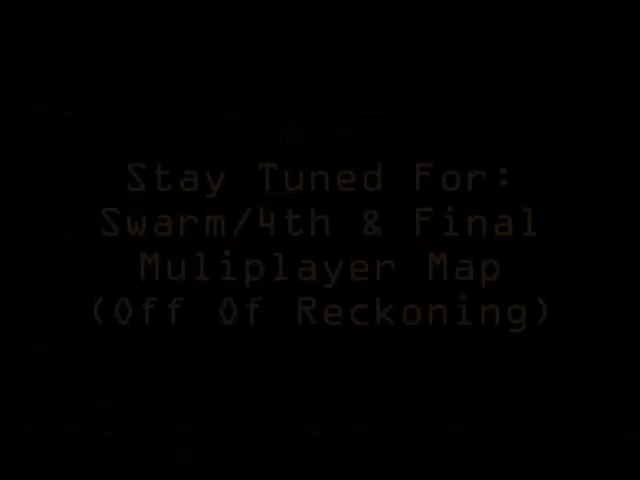 Stay Tuned For:
Swarm/4th & Final
Muliplayer Map
(Off Of Reckoning)